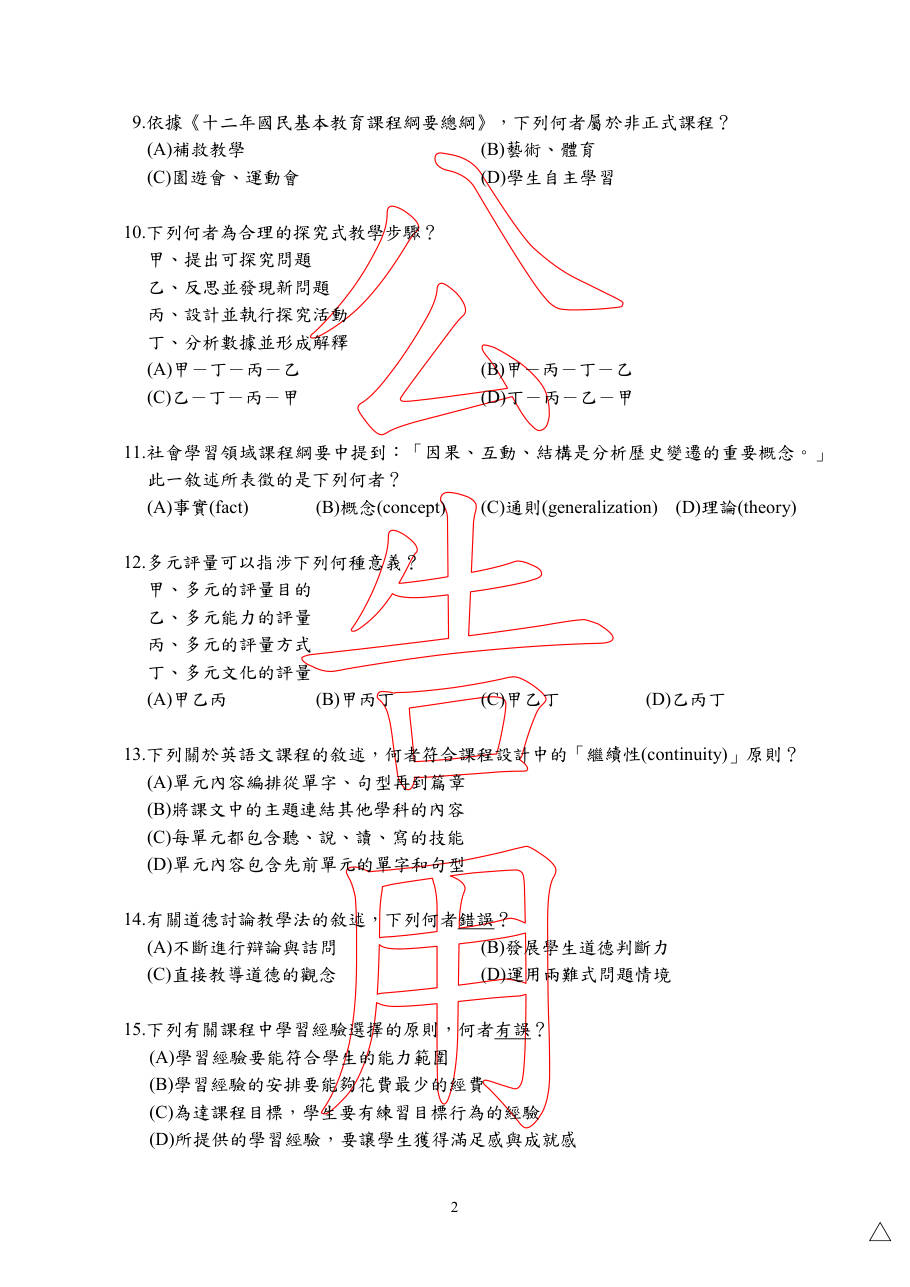 9.依據《十二年國民基本教育課程綱要總綱》，下列何者屬於非正式課程？
(A)補救教學 (B)藝術、體育
(C)園遊會、運動會 (D)學生自主學習
10.下列何者為合理的探究式教學步驟？
甲、提出可探究問題
乙、反思並發現新問題
丙、設計並執行探究活動
丁、分析數據並形成解釋
(A)甲－丁－丙－乙 (B)甲－丙－丁－乙
(C)乙－丁－丙－甲 (D)丁－丙－乙－甲
11.社會學習領域課程綱要中提到：「因果、互動、結構是分析歷史變遷的重要概念。」
此一敘述所表徵的是下列何者？
(A)事實(fact) (B)概念(concept) (C)通則(generalization) (D)理論(theory)
12.多元評量可以指涉下列何種意義？
甲、多元的評量目的
乙、多元能力的評量
丙、多元的評量方式
丁、多元文化的評量
(A)甲乙丙 (B)甲丙丁 (C)甲乙丁 (D)乙丙丁
13.下列關於英語文課程的敘述，何者符合課程設計中的「繼續性(continuity)」原則？
(A)單元內容編排從單字、句型再到篇章
(B)將課文中的主題連結其他學科的內容
(C)每單元都包含聽、說、讀、寫的技能
(D)單元內容包含先前單元的單字和句型
14.有關道德討論教學法的敘述，下列何者錯誤？
(A)不斷進行辯論與詰問 (B)發展學生道德判斷力
(C)直接教導道德的觀念 (D)運用兩難式問題情境
15.下列有關課程中學習經驗選擇的原則，何者有誤？
(A)學習經驗要能符合學生的能力範圍
(B)學習經驗的安排要能夠花費最少的經費
(C)為達課程目標，學生要有練習目標行為的經驗
(D)所提供的學習經驗，要讓學生獲得滿足感與成就感
2
公告用